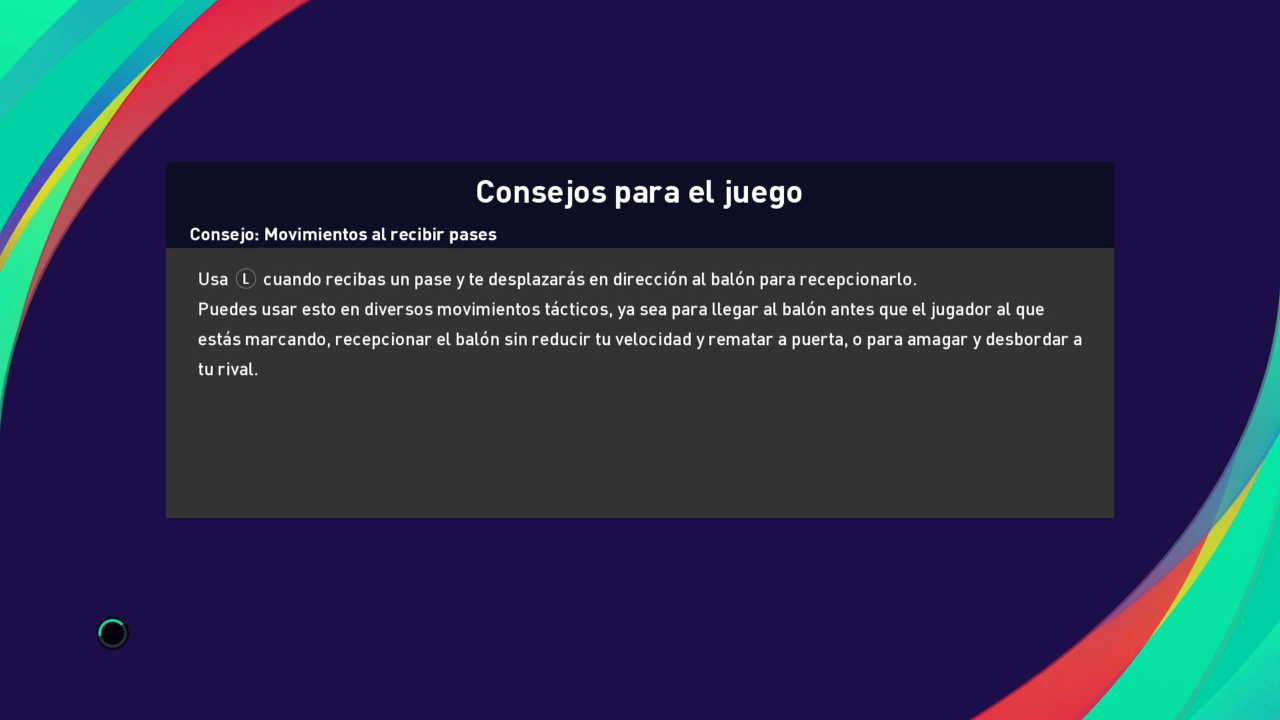 Consejos para el juego
Consejo: Movimientos al recibir pases
Usa L cuando recibas un pase y te desplazarás en dirección al balón para recepcionarlo.
Puedes usar esto en diversos movimientos tácticos, ya sea para llegar al balón antes que el jugador al que
estás marcando, recepcionar el balón sin reducir tu velocidad y rematar a puerta, o para amagar y desbordar a
tu rival.